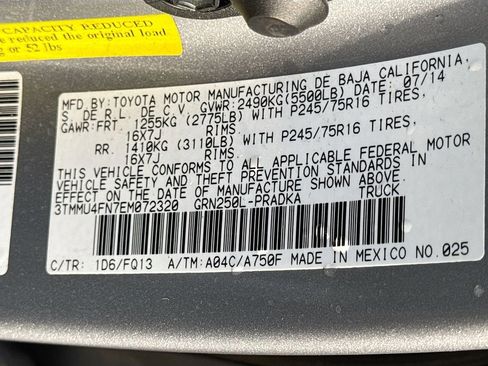 CAPACITY REDUCED
reduced the original load
g or 52 lbs
MFD.BY:TOYOTA MOTOR MANUFACTURING DE BAJA CALIFORNIA,
S. DE R.L. DE C.V. GVWR:2490KG(5500LB) DATE: 07/14
GAWR:FRT. 1255KG (2775LB) WITH P245/75R16 TIRES,
16X7J RIMS.
RR. 1410KG (3110LB) WITH P245/75R16 TIRES,
16X7J RIMS.
THIS VEHICLE CONFORMS TO ALL APPLICABLE FEDERAL MOTOR
VEHICLE SAFETY AND THEFT PREVENTION STANDARDS IN
EFFECT ON THE DATE OF MANUFACTURE SHOWN ABOVE.
3TMMU4FN7EM072320 GRN250L-PRADKA TRUCK
C/TR: 1D6/FQ13 A/TM:A04C/A750F MADE IN MEXICO NO.025